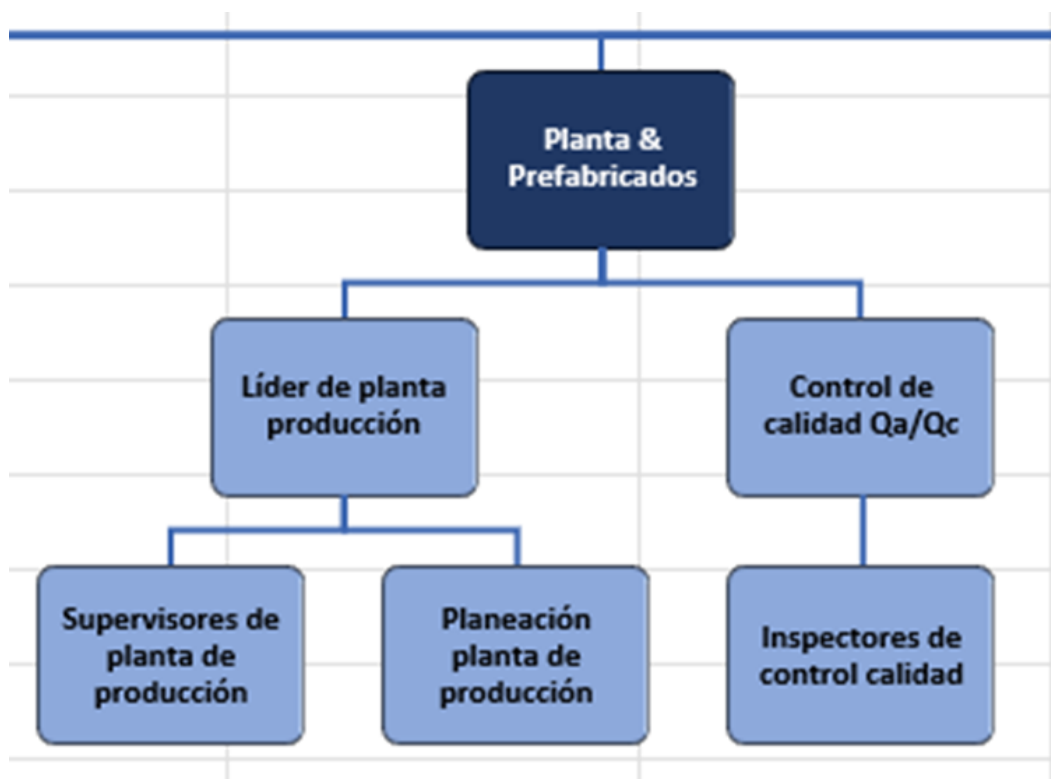 Planta &
Prefabricados
Líder de planta
producción
Control de
calidad Qa/Qc
Supervisores de
planta de
producción
Planeación
planta de
producción
Inspectores de
control calidad